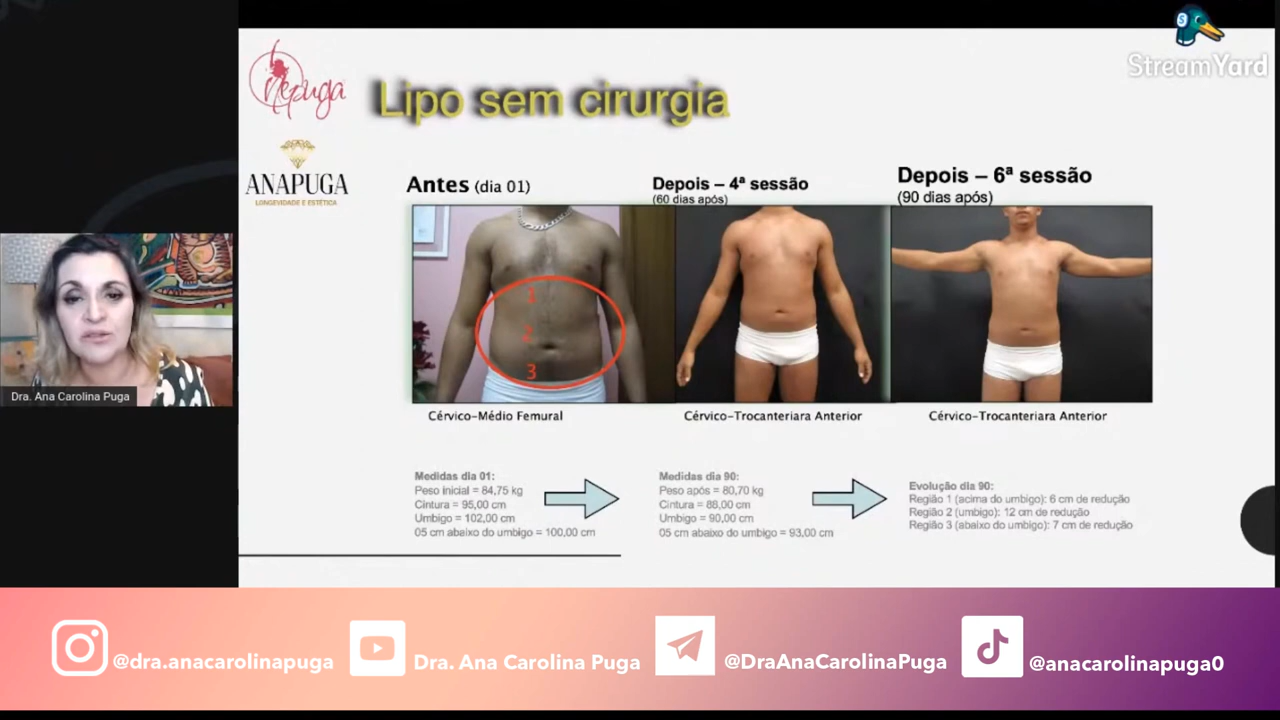 StreamYard
nepuga
Lipo sem cirurgia
ANAPUGA
LONGEVIDADE E ESTÉTICA
Antes (dia 01)
Depois – 4ª sessão
(60 dias após)
Depois – 6ª sessão
(90 dias após)
1
2
3
Dra. Ana Carolina Puga
Cérvico-Médio Femural
Cérvico-Trocanteriara Anterior
Cérvico-Trocanteriara Anterior
Medidas dia 01:
Peso inicial = 84,75 kg
Cintura = 95,00 cm
Umbigo = 102,00 cm
05 cm abaixo do umbigo = 100,00 cm
Medidas dia 90:
Peso após = 80,70 kg
Cintura = 88,00 cm
Umbigo = 90,00 cm
05 cm abaixo do umbigo = 93,00 cm
Evolução dia 90:
Região 1 (acima do umbigo): 6 cm de redução
Região 2 (umbigo): 12 cm de redução
Região 3 (abaixo do umbigo): 7 cm de redução
@dra.anacarolinapuga
Dra. Ana Carolina Puga
@DraAnaCarolinaPuga
@anacarolinapuga0